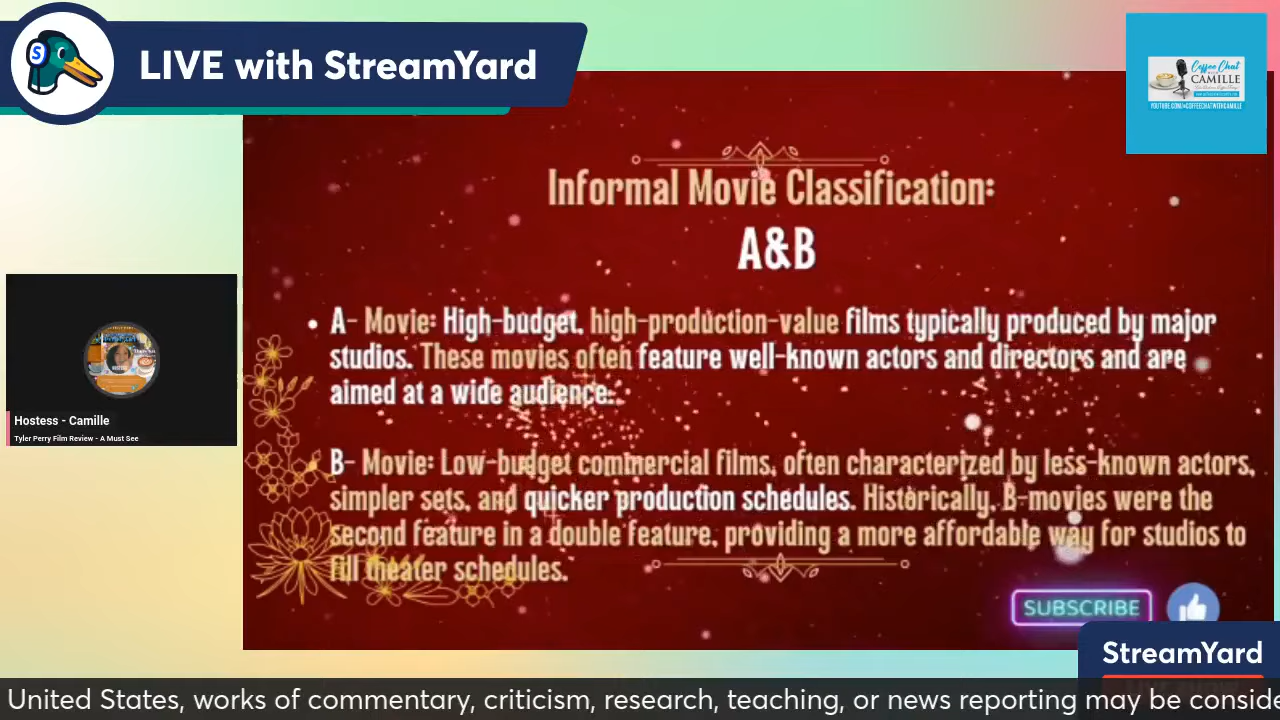 LIVE with StreamYard
S
Coffee Chat
WITH
CAMILLE
YOUTUBE.COM/@COFFEECHATWITHCAMILLE
Informal Movie Classification:
A&B
• A- Movie: High-budget, high-production-value films typically produced by major
studios. These movies often feature well-known actors and directors and are
aimed at a wide audience..
B- Movie: Low-budget commercial films, often characterized by less-known actors,
simpler sets, and quicker production schedules. Historically, B-movies were the
second feature in a double feature, providing a more affordable way for studios to
fill theater schedules.
Hostess - Camille
Tyler Perry Film Review - A Must See
SUBSCRIBE
StreamYard
United States, works of commentary, criticism, research, teaching, or news reporting may be conside